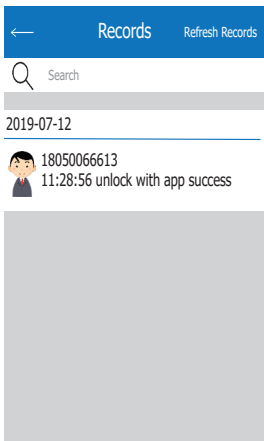 Records
Refresh Records
Search
2019-07-12
18050066613
11:28:56 unlock with app success